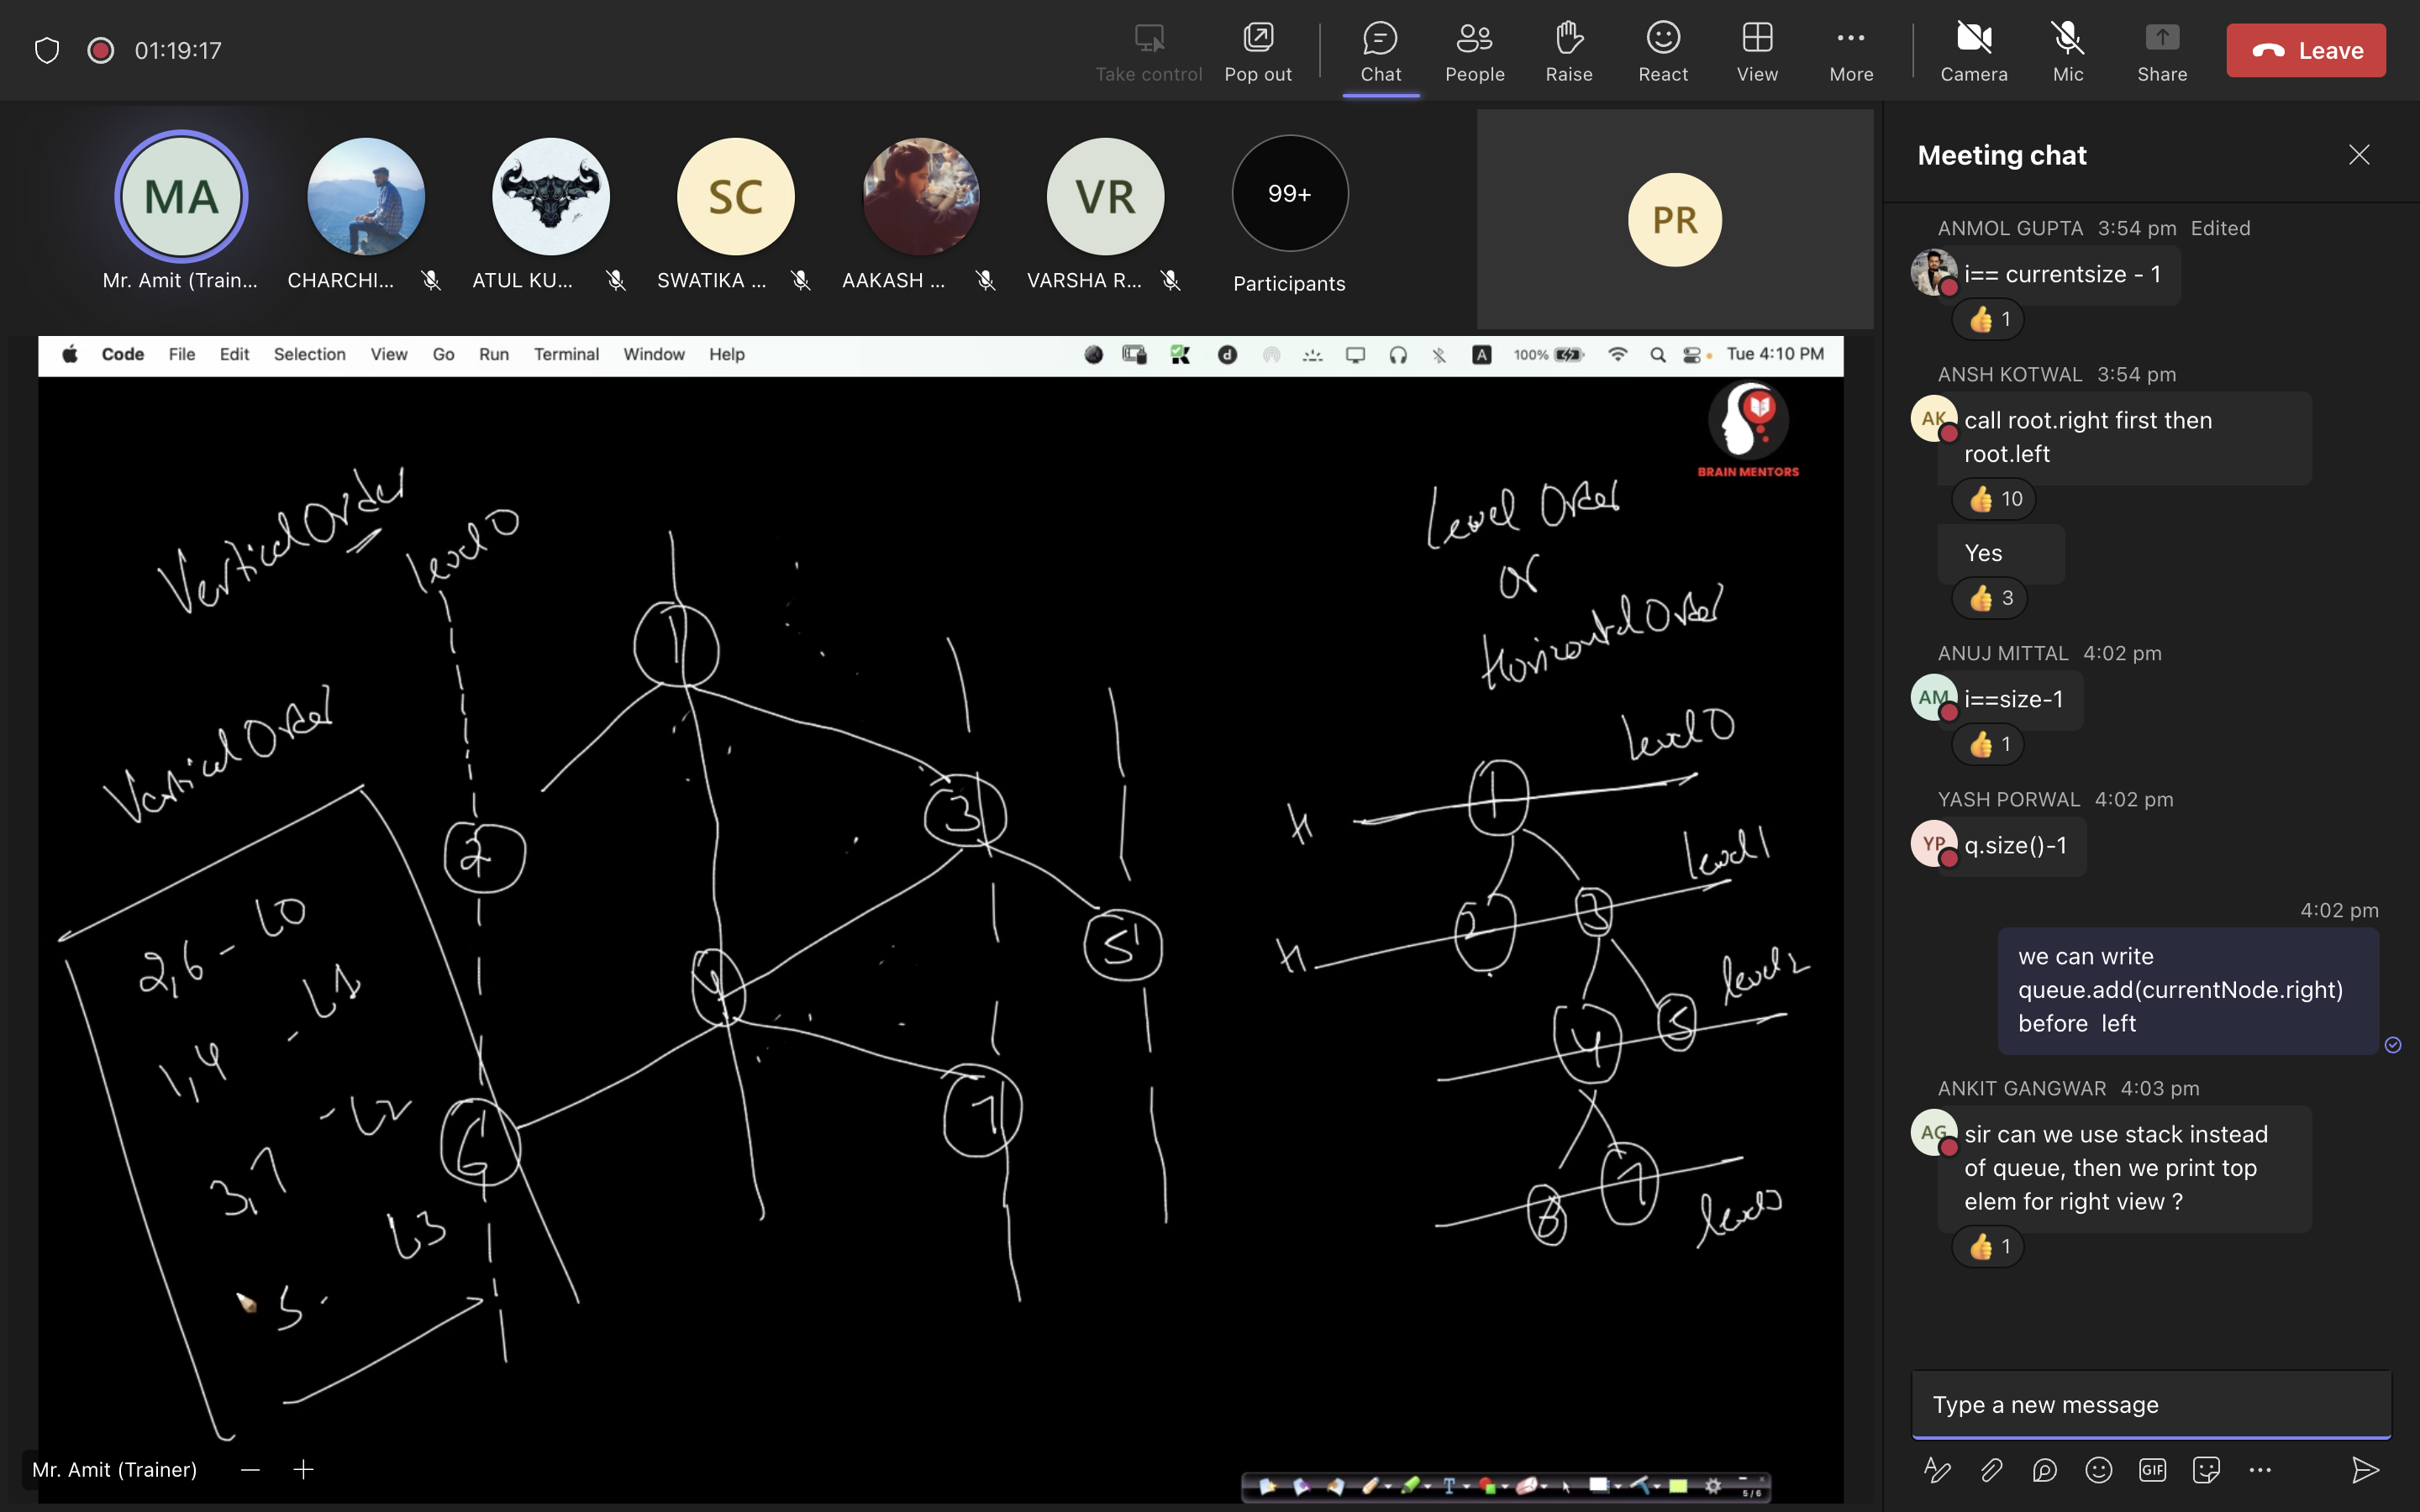 01:19:17
Take control
Pop out
Chat
People
Raise
React
View
More
Camera
Mic
Share
Leave
MA
SC
VR
99+
PR
Mr. Amit (Train...
CHARCHI...
ATUL KU...
SWATIKA ...
AAKASH ...
VARSHA R...
Participants
Code File Edit Selection View Go Run Terminal Window Help
A 100% Tue 4:10 PM
BRAIN MENTORS
Vertical Order
level 0
Vertical Order
1
2
3
4
5
6
7
2,6 - L0
1,4 - L1
3,7 - L2
5 - L3
Level Order
or
Horizontal Order
level 0
H
1
level 1
H
2
3
level 2
4
5
level 3
6
7
Mr. Amit (Trainer)
5/6
Meeting chat
ANMOL GUPTA 3:54 pm Edited
i== currentsize - 1
1
ANSH KOTWAL 3:54 pm
AK
call root.right first then
root.left
10
Yes
3
ANUJ MITTAL 4:02 pm
AM
i==size-1
1
YASH PORWAL 4:02 pm
YP
q.size()-1
4:02 pm
we can write
queue.add(currentNode.right)
before left
ANKIT GANGWAR 4:03 pm
AG
sir can we use stack instead
of queue, then we print top
elem for right view ?
1
Type a new message
GIF